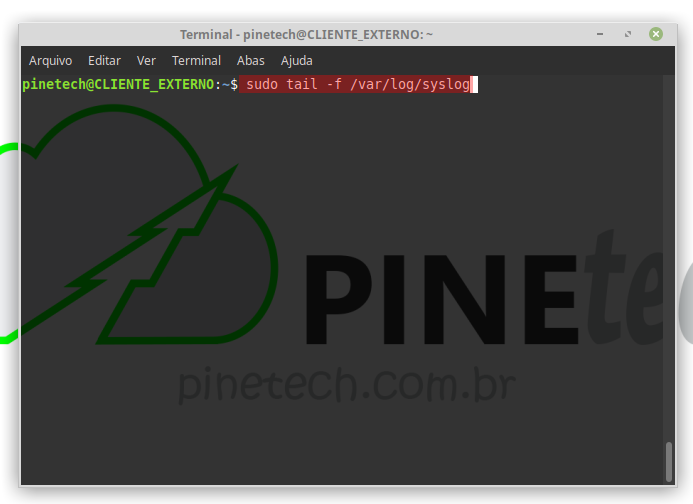 Terminal - pinetech@CLIENTE_EXTERNO: ~
Arquivo Editar Ver Terminal Abas Ajuda
pinetech@CLIENTE_EXTERNO:~$ sudo tail -f /var/log/syslog
PINEtec
pinetech.com.br